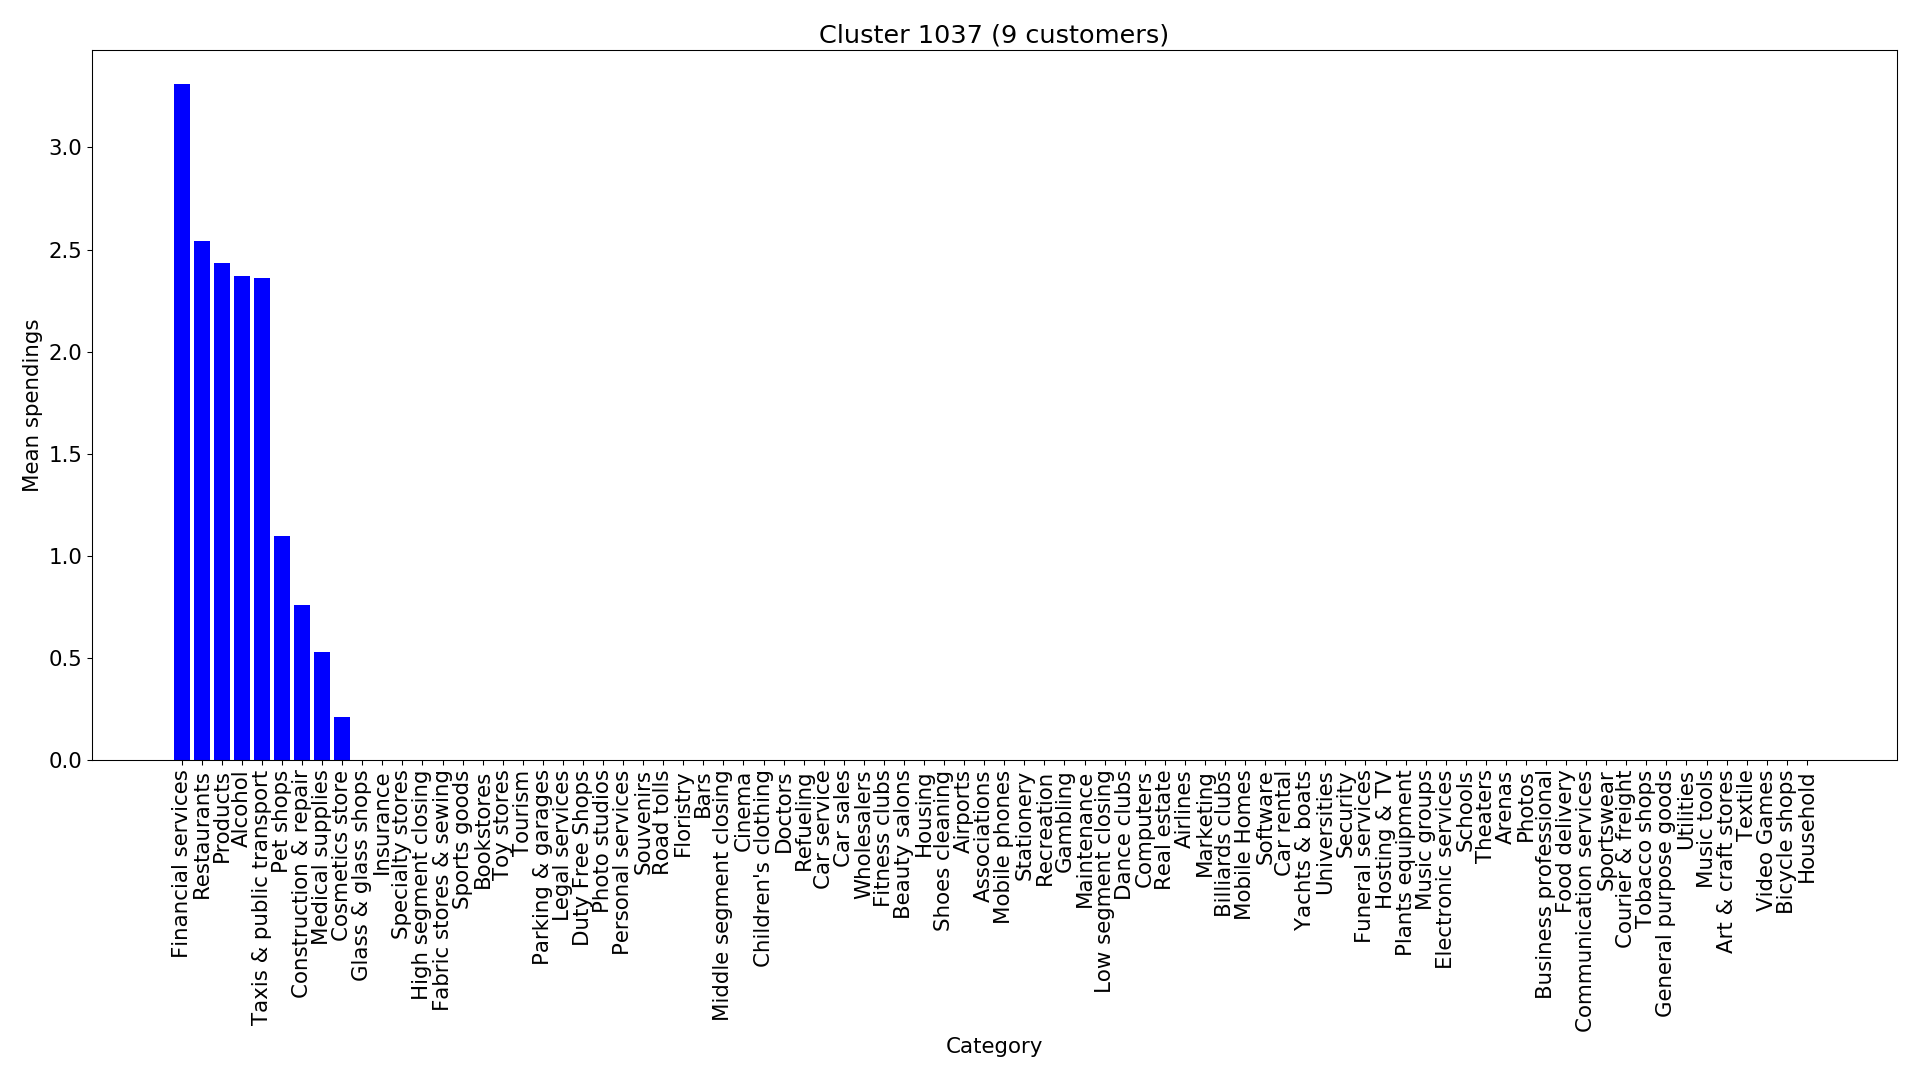 Cluster 1037 (9 customers)
Mean spendings
3.0
2.5
2.0
1.5
1.0
0.5
0.0
Financial services
Restaurants
Products
Alcohol
Taxis & public transport
Pet shops
Construction & repair
Medical supplies
Cosmetics store
Glass & glass shops
Insurance
Specialty stores
High segment closing
Fabric stores & sewing
Sports goods
Bookstores
Toy stores
Tourism
Parking & garages
Legal services
Duty Free Shops
Photo studios
Personal services
Souvenirs
Road tolls
Floristry
Bars
Middle segment closing
Cinema
Children's clothing
Doctors
Refueling
Car service
Car sales
Wholesalers
Fitness clubs
Beauty salons
Housing
Shoes cleaning
Airports
Associations
Mobile phones
Stationery
Recreation
Gambling
Maintenance
Low segment closing
Dance clubs
Computers
Real estate
Airlines
Marketing
Billiards clubs
Mobile Homes
Software
Car rental
Yachts & boats
Universities
Security
Funeral services
Hosting & TV
Plants equipment
Music groups
Electronic services
Schools
Theaters
Arenas
Photos
Business professional
Food delivery
Communication services
Sportswear
Courier & freight
Tobacco shops
General purpose goods
Utilities
Music tools
Art & craft stores
Textile
Video Games
Bicycle shops
Household
Category